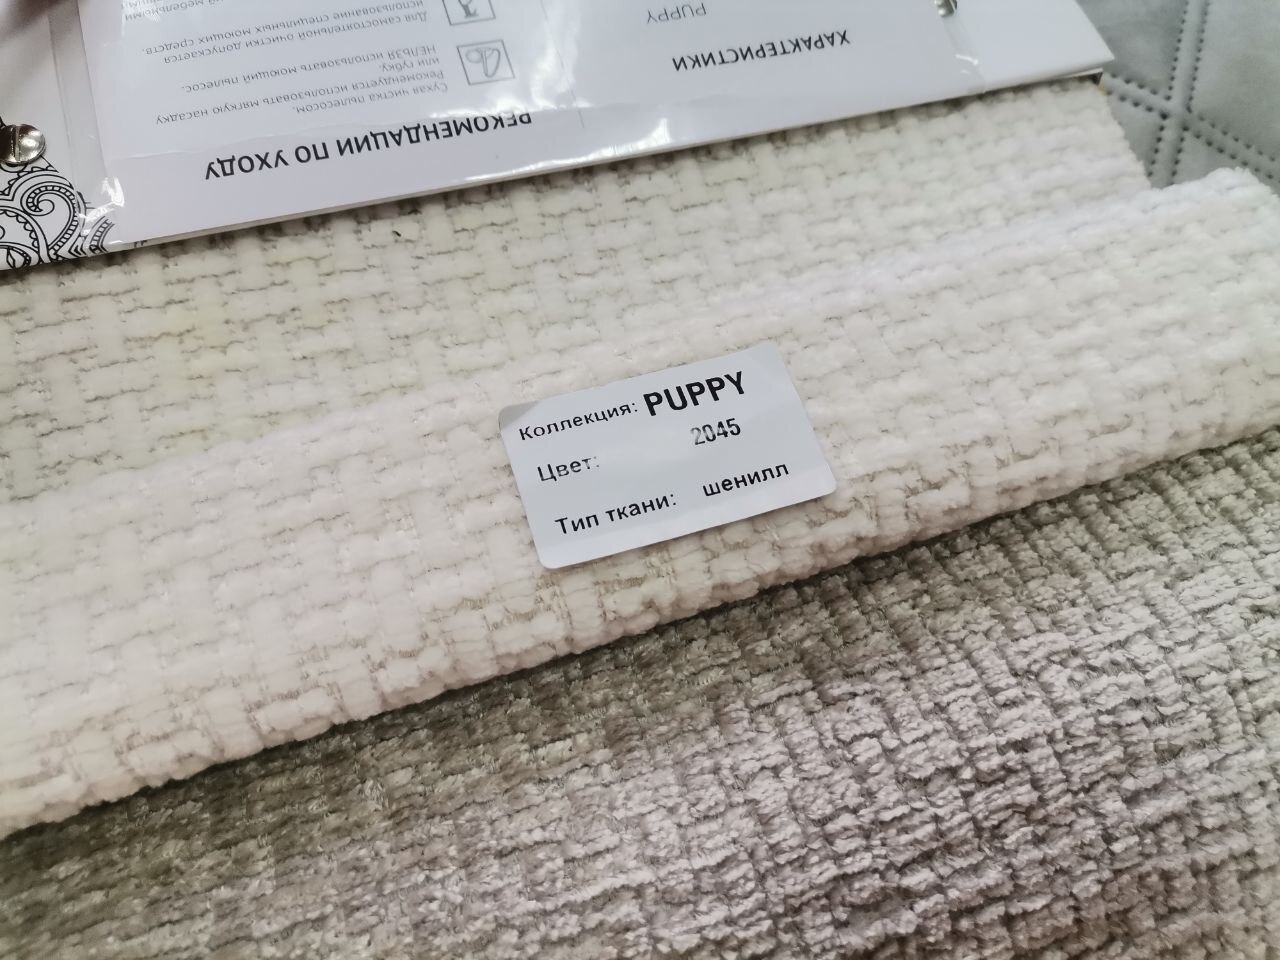 Коллекция: PUPPY
Цвет: 2045
Тип ткани: шенилл
ХАРАКТЕРИСТИКИ
PUPPY
РЕКОМЕНДАЦИИ ПО УХОДУ
Сухая чистка пылесосом.
Рекомендуется использовать мягкую насадку
или губку.
НЕЛЬЗЯ использовать моющий пылесос.
Для самостоятельной очистки допускается
использование специальных моющих средств.